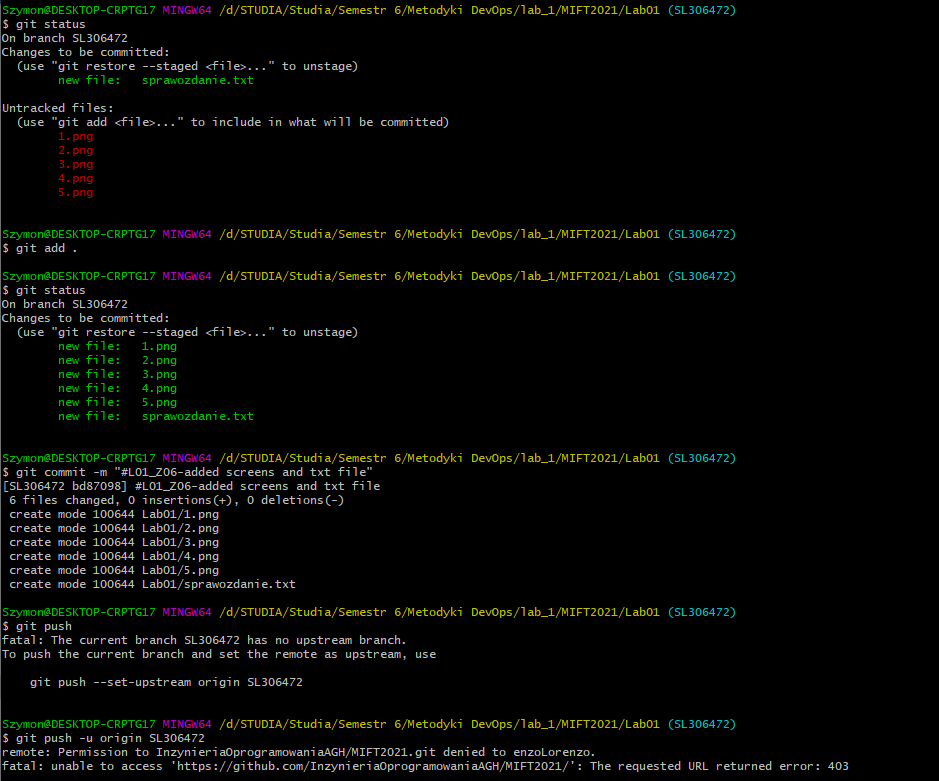 Szymon@DESKTOP-CRPTG17 MINGW64 /d/STUDIA/Studia/Semestr 6/Metodyki DevOps/lab_1/MIFT2021/Lab01 (SL306472)
$ git status
On branch SL306472
Changes to be committed:
  (use "git restore --staged <file>..." to unstage)
        new file:   sprawozdanie.txt

Untracked files:
  (use "git add <file>..." to include in what will be committed)
        1.png
        2.png
        3.png
        4.png
        5.png

Szymon@DESKTOP-CRPTG17 MINGW64 /d/STUDIA/Studia/Semestr 6/Metodyki DevOps/lab_1/MIFT2021/Lab01 (SL306472)
$ git add .

Szymon@DESKTOP-CRPTG17 MINGW64 /d/STUDIA/Studia/Semestr 6/Metodyki DevOps/lab_1/MIFT2021/Lab01 (SL306472)
$ git status
On branch SL306472
Changes to be committed:
  (use "git restore --staged <file>..." to unstage)
        new file:   1.png
        new file:   2.png
        new file:   3.png
        new file:   4.png
        new file:   5.png
        new file:   sprawozdanie.txt

Szymon@DESKTOP-CRPTG17 MINGW64 /d/STUDIA/Studia/Semestr 6/Metodyki DevOps/lab_1/MIFT2021/Lab01 (SL306472)
$ git commit -m "#L01_Z06-added screens and txt file"
[SL306472 bd87098] #L01_Z06-added screens and txt file
 6 files changed, 0 insertions(+), 0 deletions(-)
 create mode 100644 Lab01/1.png
 create mode 100644 Lab01/2.png
 create mode 100644 Lab01/3.png
 create mode 100644 Lab01/4.png
 create mode 100644 Lab01/5.png
 create mode 100644 Lab01/sprawozdanie.txt

Szymon@DESKTOP-CRPTG17 MINGW64 /d/STUDIA/Studia/Semestr 6/Metodyki DevOps/lab_1/MIFT2021/Lab01 (SL306472)
$ git push
fatal: The current branch SL306472 has no upstream branch.
To push the current branch and set the remote as upstream, use

    git push --set-upstream origin SL306472

Szymon@DESKTOP-CRPTG17 MINGW64 /d/STUDIA/Studia/Semestr 6/Metodyki DevOps/lab_1/MIFT2021/Lab01 (SL306472)
$ git push -u origin SL306472
remote: Permission to InzynieriaOprogramowaniaAGH/MIFT2021.git denied to enzoLorenzo.
fatal: unable to access 'https://github.com/InzynieriaOprogramowaniaAGH/MIFT2021/': The requested URL returned error: 403